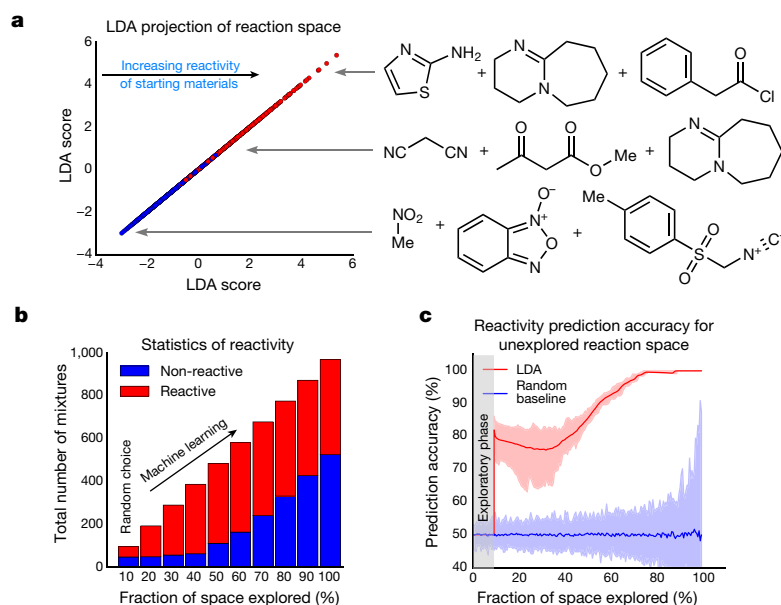 a
LDA projection of reaction space
LDA score
6
4
2
0
−2
−4
Increasing reactivity
of starting materials
−4 −2 0 2 4 6
LDA score
N
NH2
S
+
N
N
+
O
Cl
NC CN
+
O O
O Me
+
N
N
NO2
Me
+
O−
N+
O
N
+
Me
O
S
O
N+
C−
b
Statistics of reactivity
Total number of mixtures
1,000
800
600
400
200
0
Non-reactive
Reactive
Random choice
Machine learning
10 20 30 40 50 60 70 80 90 100
Fraction of space explored (%)
c
Reactivity prediction accuracy for
unexplored reaction space
Prediction accuracy (%)
100
90
80
70
60
50
40
LDA
Random
baseline
Exploratory phase
0 20 40 60 80 100
Fraction of space explored (%)